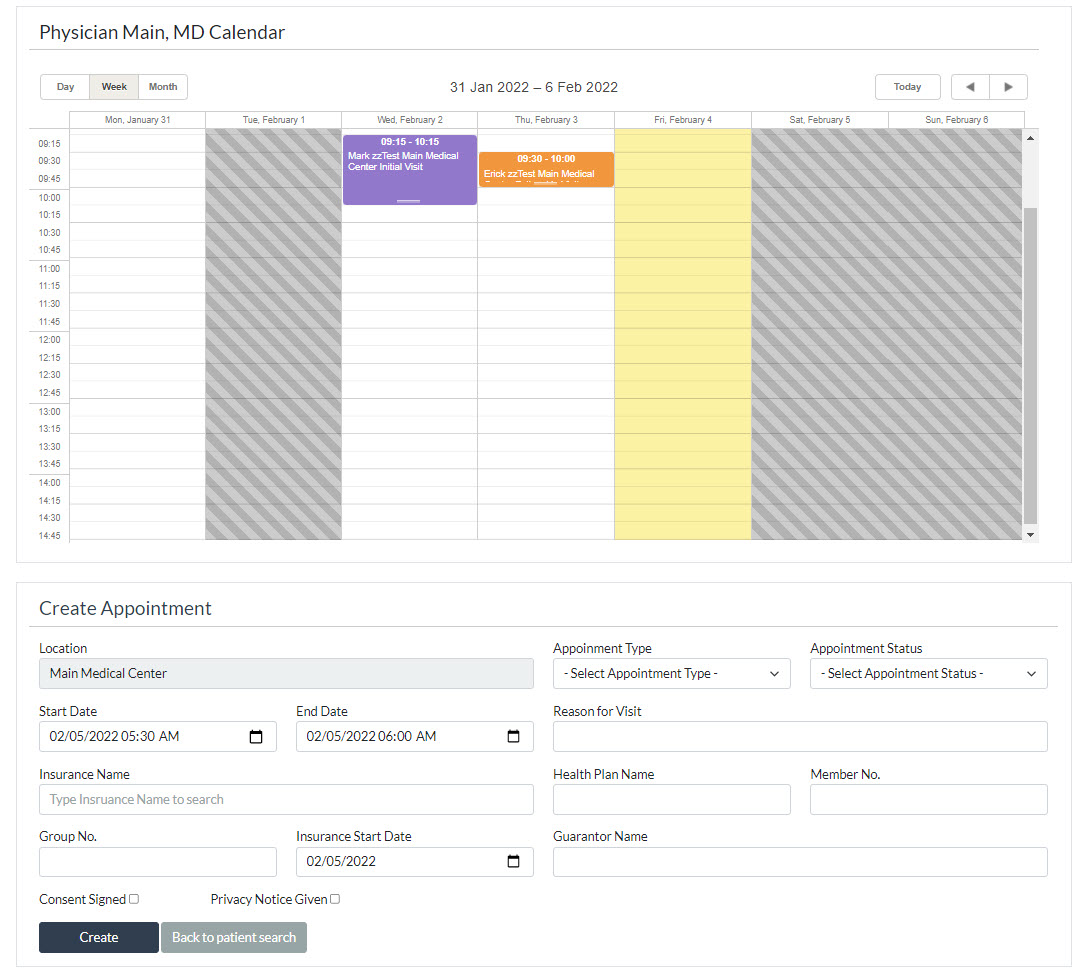 Physician Main, MD Calendar
Day Week Month
31 Jan 2022 – 6 Feb 2022
Today
Mon, January 31
Tue, February 1
Wed, February 2
Thu, February 3
Fri, February 4
Sat, February 5
Sun, February 6
09:15
09:30
09:45
10:00
10:15
10:30
10:45
11:00
11:15
11:30
11:45
12:00
12:15
12:30
12:45
13:00
13:15
13:30
13:45
14:00
14:15
14:30
14:45
09:15 - 10:15
Mark zzTest Main Medical
Center Initial Visit
09:30 - 10:00
Erick zzTest Main Medical
Create Appointment
Location
Main Medical Center
Appoinment Type
- Select Appointment Type -
Appointment Status
- Select Appointment Status -
Start Date
02/05/2022 05:30 AM
End Date
02/05/2022 06:00 AM
Reason for Visit
Insurance Name
Type Insruance Name to search
Health Plan Name
Member No.
Group No.
Insurance Start Date
02/05/2022
Guarantor Name
Consent Signed
Privacy Notice Given
Create
Back to patient search